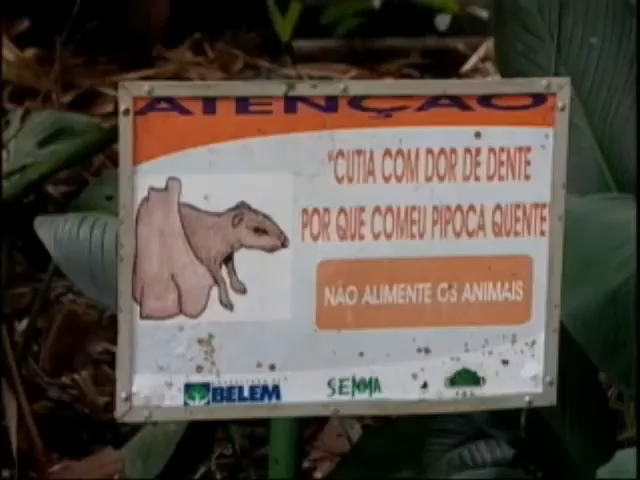 ATENÇÃO
"CUTIA COM DOR DE DENTE
POR QUE COMEU PIPOCA QUENTE
NÃO ALIMENTE OS ANIMAIS
BELEM
SEMMA